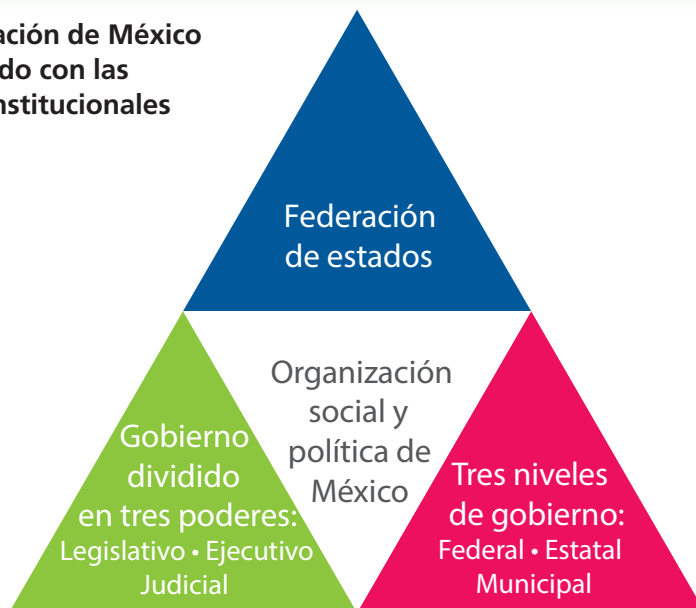 ación de México
do con las
nstitucionales
Federación
de estados
Organización
social y
política de
México
Gobierno
dividido
en tres poderes:
Legislativo • Ejecutivo
Judicial
Tres niveles
de gobierno:
Federal • Estatal
Municipal